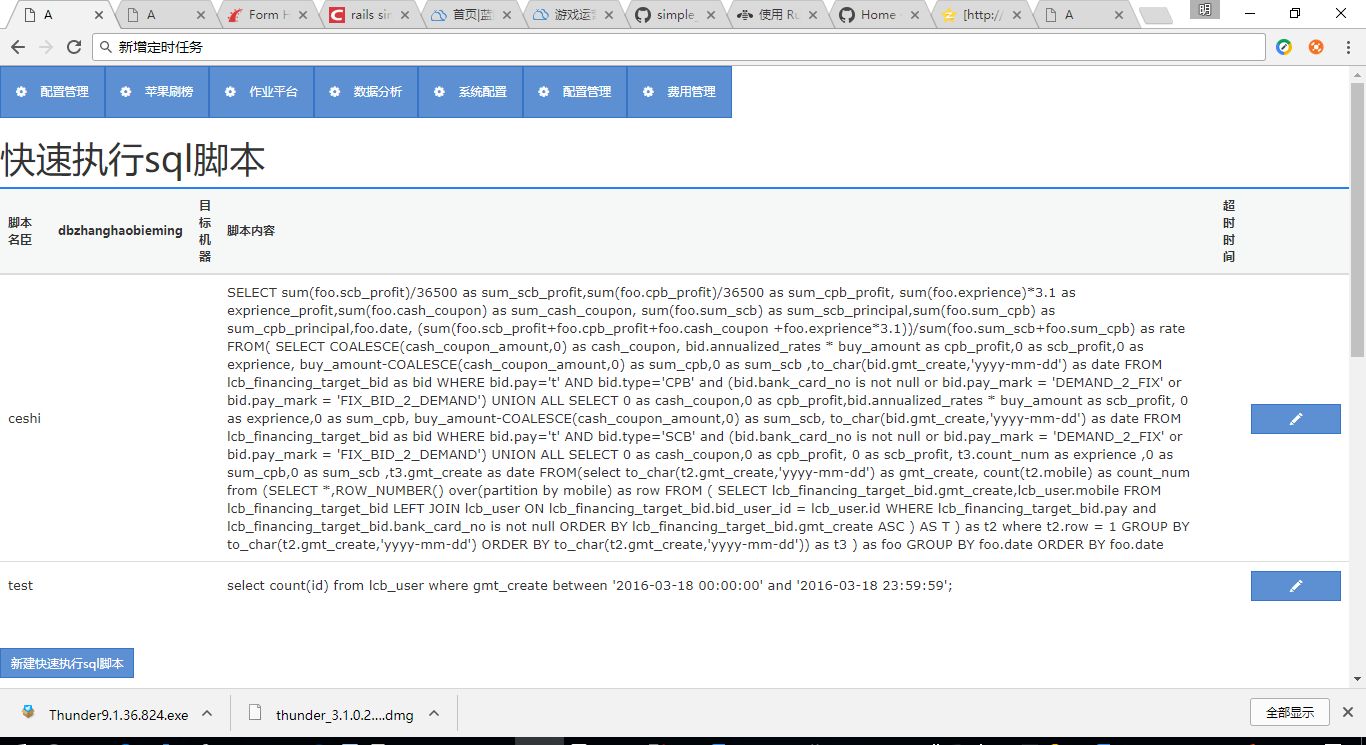 A
A
Form H
rails sir
首页|蓝
游戏运营
simple_
使用 Ru
Home
[http:/
A
明
新增定时任务
配置管理
苹果刷榜
作业平台
数据分析
系统配置
配置管理
费用管理
快速执行sql脚本
脚本名臣
dbzhanghaobieming
目标机器
脚本内容
超时时间
ceshi
SELECT sum(foo.scb_profit)/36500 as sum_scb_profit,sum(foo.cpb_profit)/36500 as sum_cpb_profit, sum(foo.exprience)*3.1 as
exprience_profit,sum(foo.cash_coupon) as sum_cash_coupon, sum(foo.sum_scb) as sum_scb_principal,sum(foo.sum_cpb) as
sum_cpb_principal,foo.date, (sum(foo.scb_profit+foo.cpb_profit+foo.cash_coupon +foo.exprience*3.1))/sum(foo.sum_scb+foo.sum_cpb) as rate
FROM( SELECT COALESCE(cash_coupon_amount,0) as cash_coupon, bid.annualized_rates * buy_amount as cpb_profit,0 as scb_profit,0 as
exprience, buy_amount-COALESCE(cash_coupon_amount,0) as sum_cpb,0 as sum_scb ,to_char(bid.gmt_create,'yyyy-mm-dd') as date FROM
lcb_financing_target_bid as bid WHERE bid.pay='t' AND bid.type='CPB' and (bid.bank_card_no is not null or bid.pay_mark = 'DEMAND_2_FIX' or
bid.pay_mark = 'FIX_BID_2_DEMAND') UNION ALL SELECT 0 as cash_coupon,0 as cpb_profit,bid.annualized_rates * buy_amount as scb_profit, 0
as exprience,0 as sum_cpb, buy_amount-COALESCE(cash_coupon_amount,0) as sum_scb, to_char(bid.gmt_create,'yyyy-mm-dd') as date FROM
lcb_financing_target_bid as bid WHERE bid.pay='t' AND bid.type='SCB' and (bid.bank_card_no is not null or bid.pay_mark = 'DEMAND_2_FIX' or
bid.pay_mark = 'FIX_BID_2_DEMAND') UNION ALL SELECT 0 as cash_coupon,0 as cpb_profit, 0 as scb_profit, t3.count_num as exprience ,0 as
sum_cpb,0 as sum_scb ,t3.gmt_create as date FROM(select to_char(t2.gmt_create,'yyyy-mm-dd') as gmt_create, count(t2.mobile) as count_num
from (SELECT *,ROW_NUMBER() over(partition by mobile) as row FROM ( SELECT lcb_financing_target_bid.gmt_create,lcb_user.mobile FROM
lcb_financing_target_bid LEFT JOIN lcb_user ON lcb_financing_target_bid.bid_user_id = lcb_user.id WHERE lcb_financing_target_bid.pay and
lcb_financing_target_bid.bank_card_no is not null ORDER BY lcb_financing_target_bid.gmt_create ASC ) AS T ) as t2 where t2.row = 1 GROUP BY
to_char(t2.gmt_create,'yyyy-mm-dd') ORDER BY to_char(t2.gmt_create,'yyyy-mm-dd')) as t3 ) as foo GROUP BY foo.date ORDER BY foo.date
test
select count(id) from lcb_user where gmt_create between '2016-03-18 00:00:00' and '2016-03-18 23:59:59';
新建快速执行sql脚本
Thunder9.1.36.824.exe
thunder_3.1.0.2....dmg
全部显示